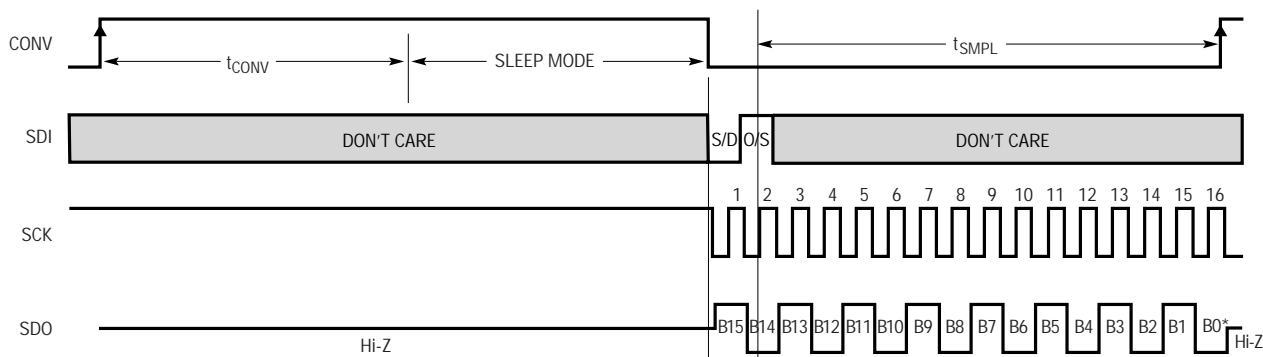 CONV
tCONV
SLEEP MODE
tSMPL
SDI
DON'T CARE
S/D
O/S
DON'T CARE
1 2 3 4 5 6 7 8 9 10 11 12 13 14 15 16
SCK
SDO
Hi-Z
B15 B14 B13 B12 B11 B10 B9 B8 B7 B6 B5 B4 B3 B2 B1 B0*
Hi-Z